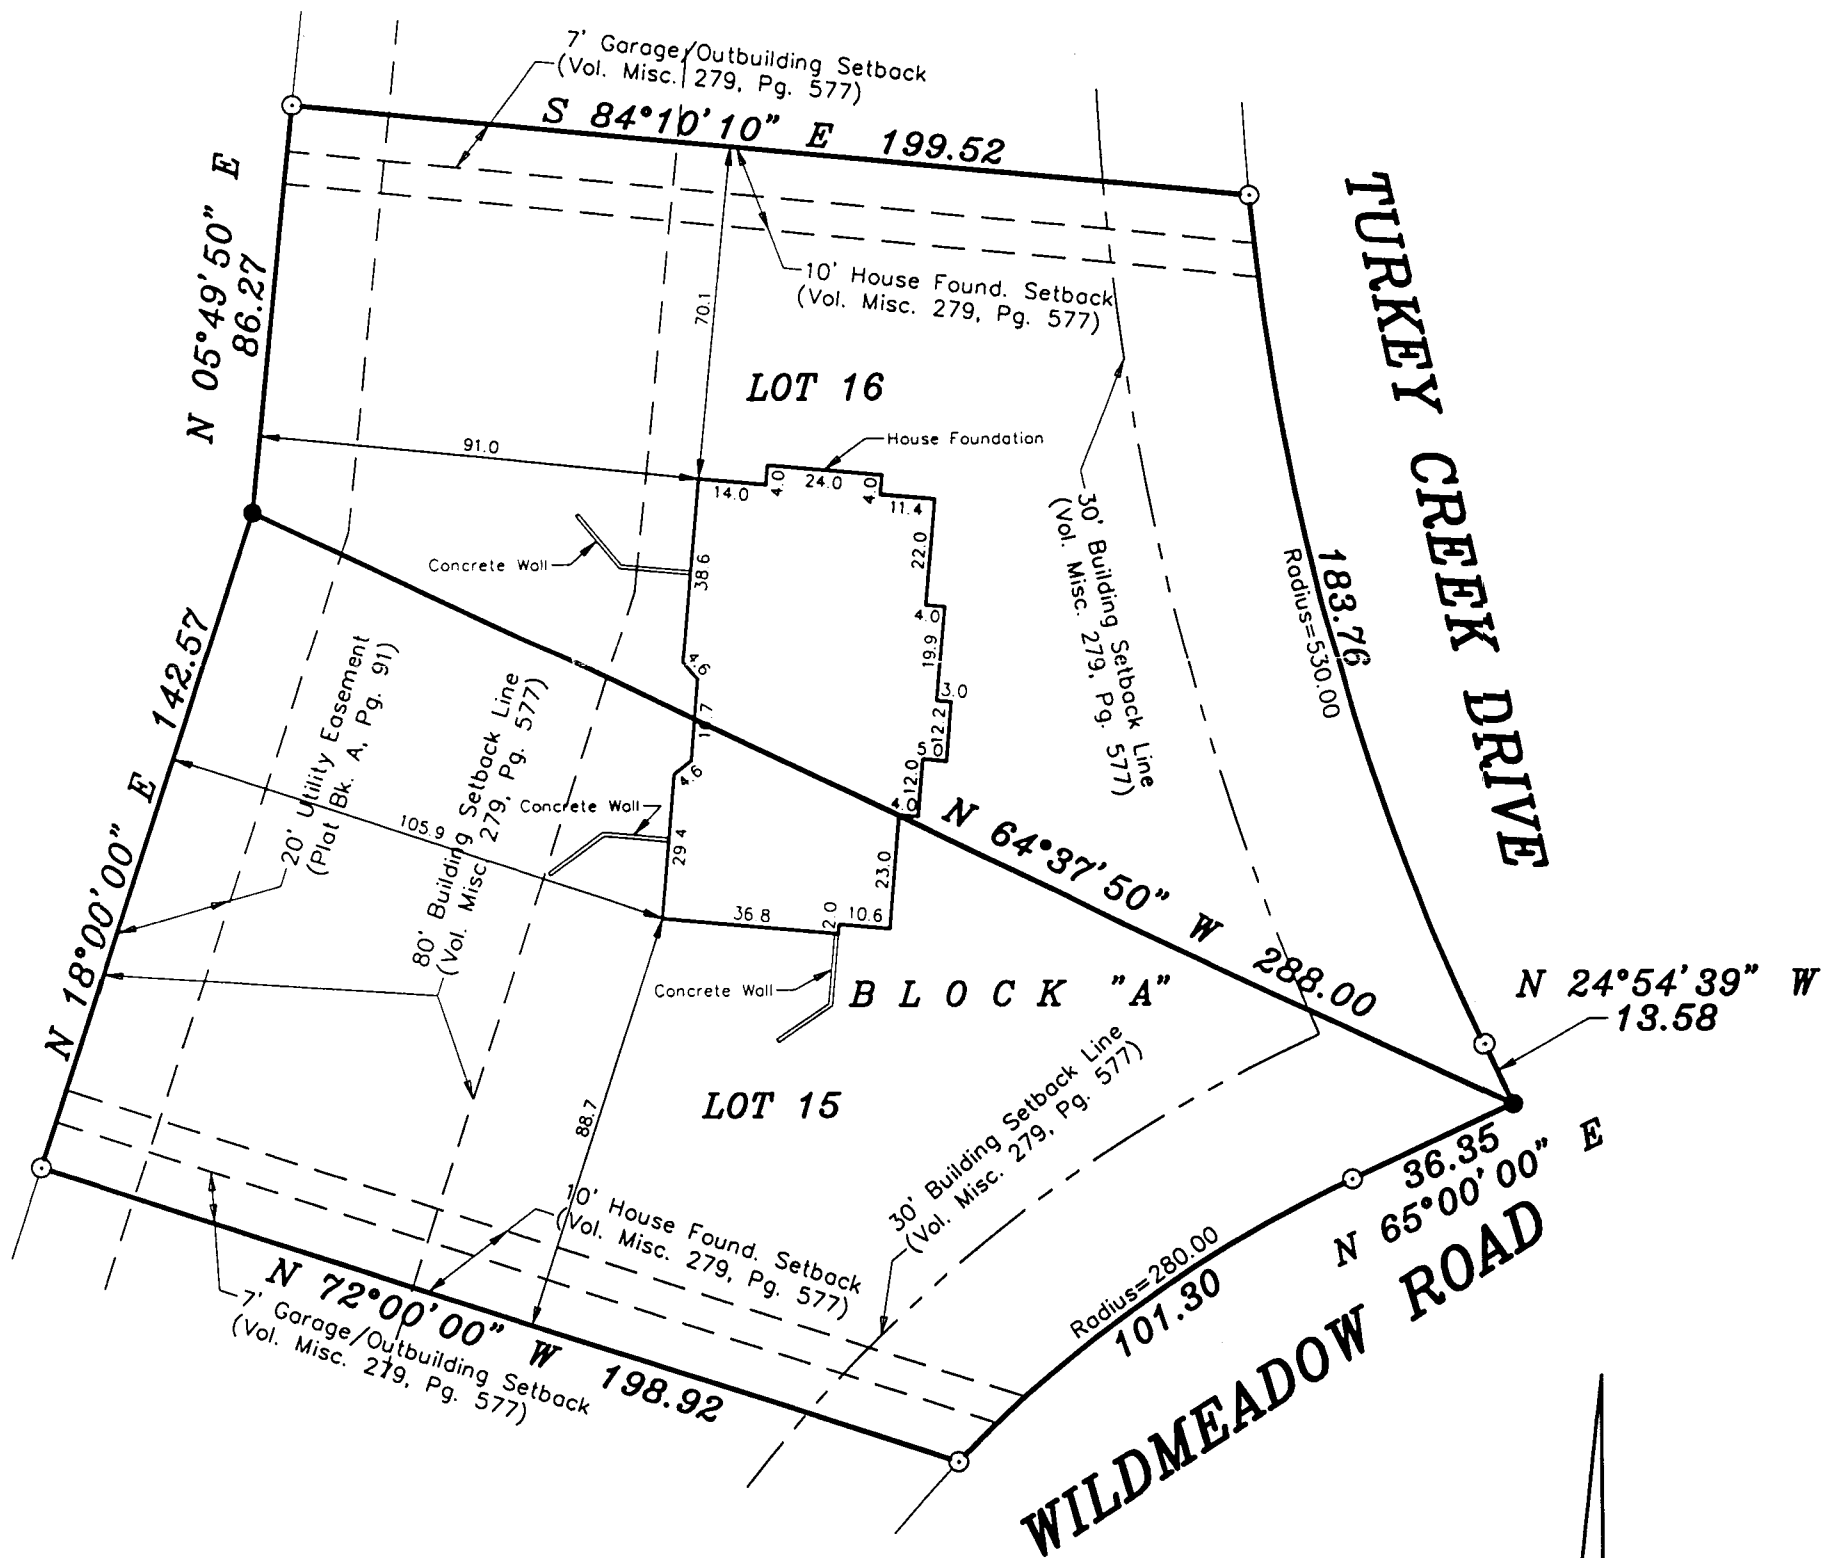 7' Garage/Outbuilding Setback
(Vol. Misc. 279, Pg. 577)
S 84°10'10" E 199.52
N 05°49'50" E
86.27
10' House Found. Setback
(Vol. Misc. 279, Pg. 577)
70.1
TURKEY CREEK DRIVE
LOT 16
91.0
House Foundation
14.0
4.0
24.0
4.0
11.4
22.0
Concrete Wall
38.6
4.0
19.9
30' Building Setback Line
(Vol. Misc. 279, Pg. 577)
183.76
Radius=530.00
4.6
3.0
12.2
5.0
12.0
4.0
4.6
142.57
N 18°00'00" E
20' Utility Easement
(Plat Bk. A, Pg. 91)
80' Building Setback Line
(Vol. Misc. 279, Pg. 577)
105.9
Concrete Wall
29.4
23.0
N 64°37'50" W 288.00
36.8
2.0
10.6
Concrete Wall
BLOCK "A"
N 24°54'39" W
13.58
LOT 15
88.7
30' Building Setback Line
(Vol. Misc. 279, Pg. 577)
36.35
N 65°00'00" E
10' House Found. Setback
(Vol. Misc. 279, Pg. 577)
Radius=280.00
101.30
N 72°00'00" W 198.92
7' Garage/Outbuilding Setback
(Vol. Misc. 279, Pg. 577)
WILDMEADOW ROAD